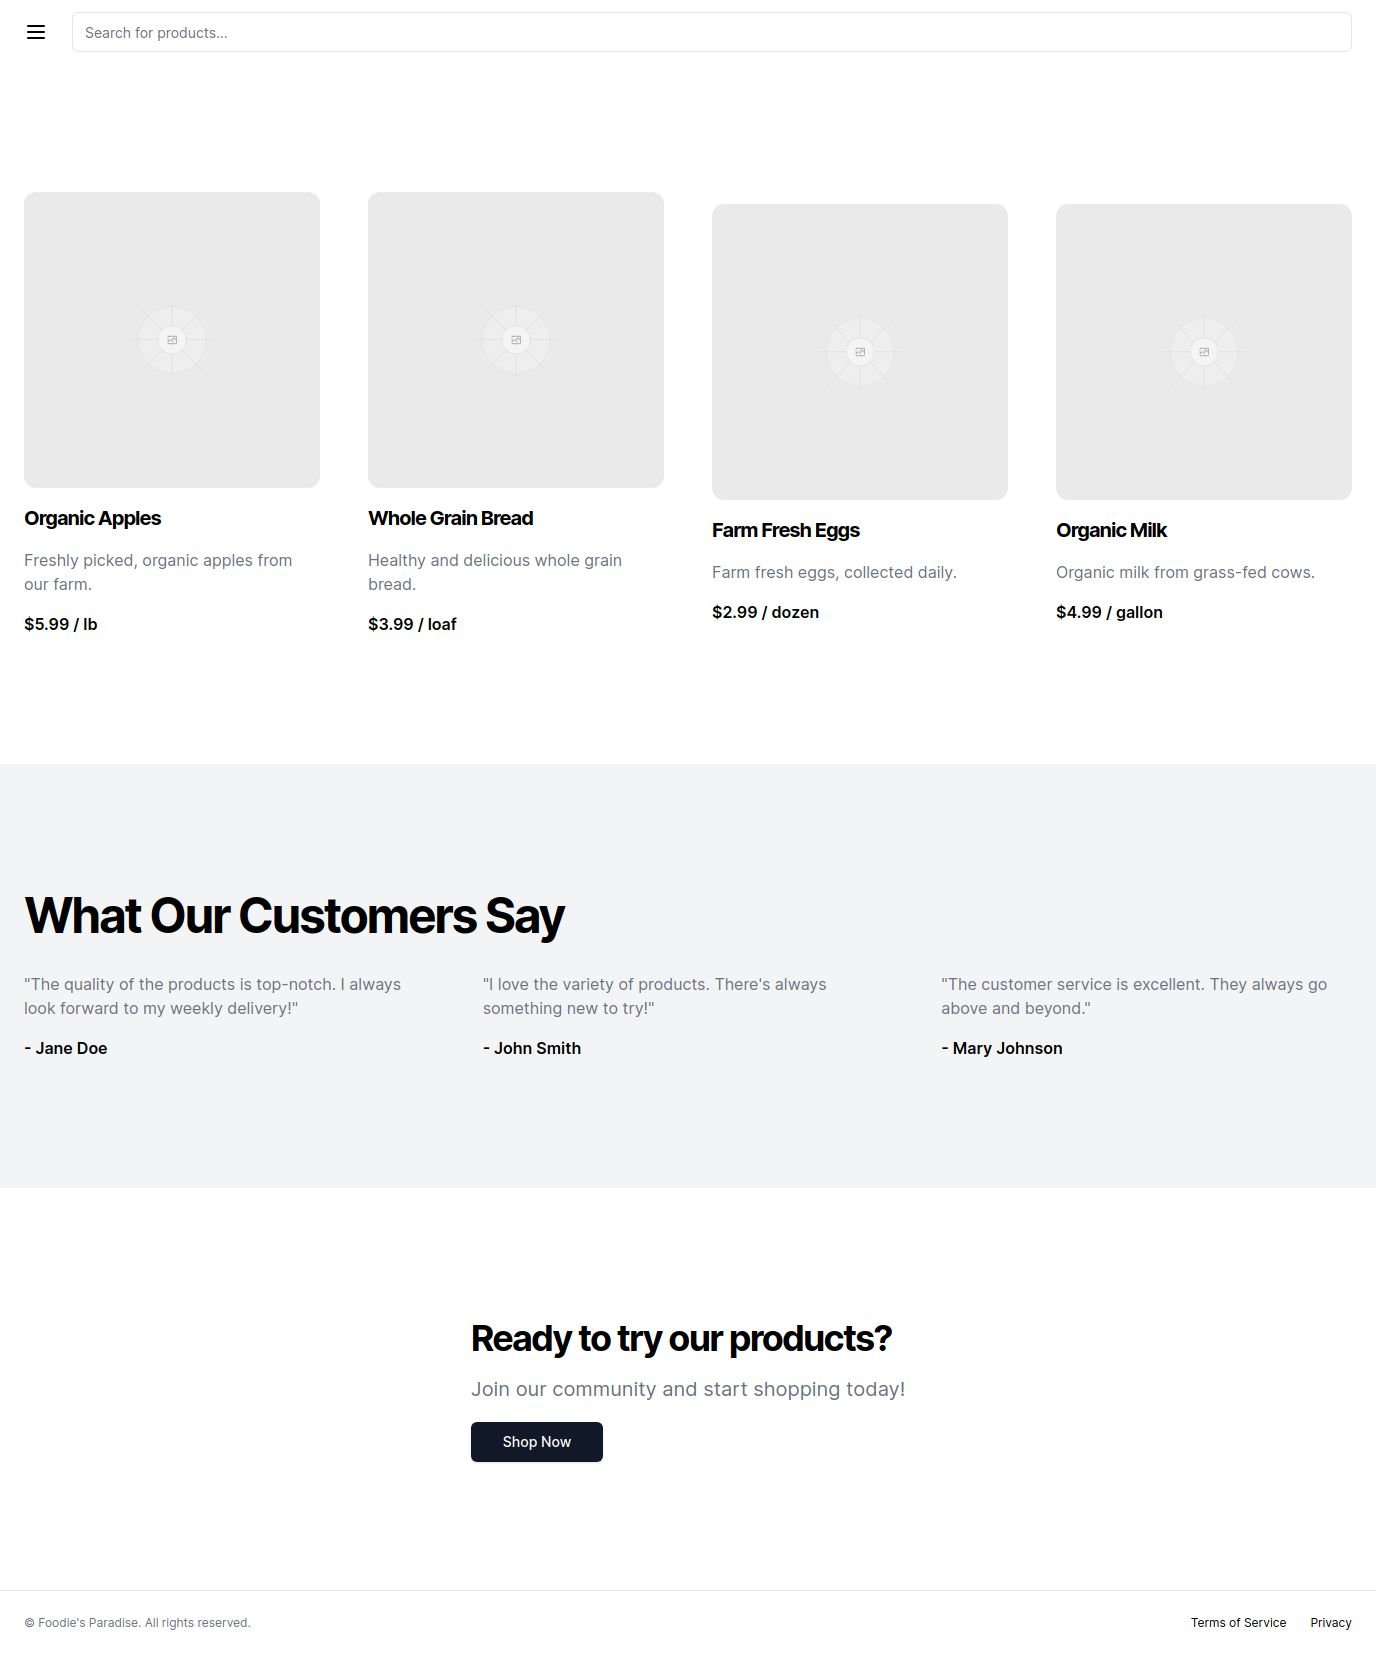 Search for products...
Organic Apples
Freshly picked, organic apples from
our farm.
$5.99 / lb
Whole Grain Bread
Healthy and delicious whole grain
bread.
$3.99 / loaf
Farm Fresh Eggs
Farm fresh eggs, collected daily.
$2.99 / dozen
Organic Milk
Organic milk from grass-fed cows.
$4.99 / gallon
What Our Customers Say
"The quality of the products is top-notch. I always
look forward to my weekly delivery!"
- Jane Doe
"I love the variety of products. There's always
something new to try!"
- John Smith
"The customer service is excellent. They always go
above and beyond."
- Mary Johnson
Ready to try our products?
Join our community and start shopping today!
Shop Now
© Foodie's Paradise. All rights reserved.
Terms of Service
Privacy